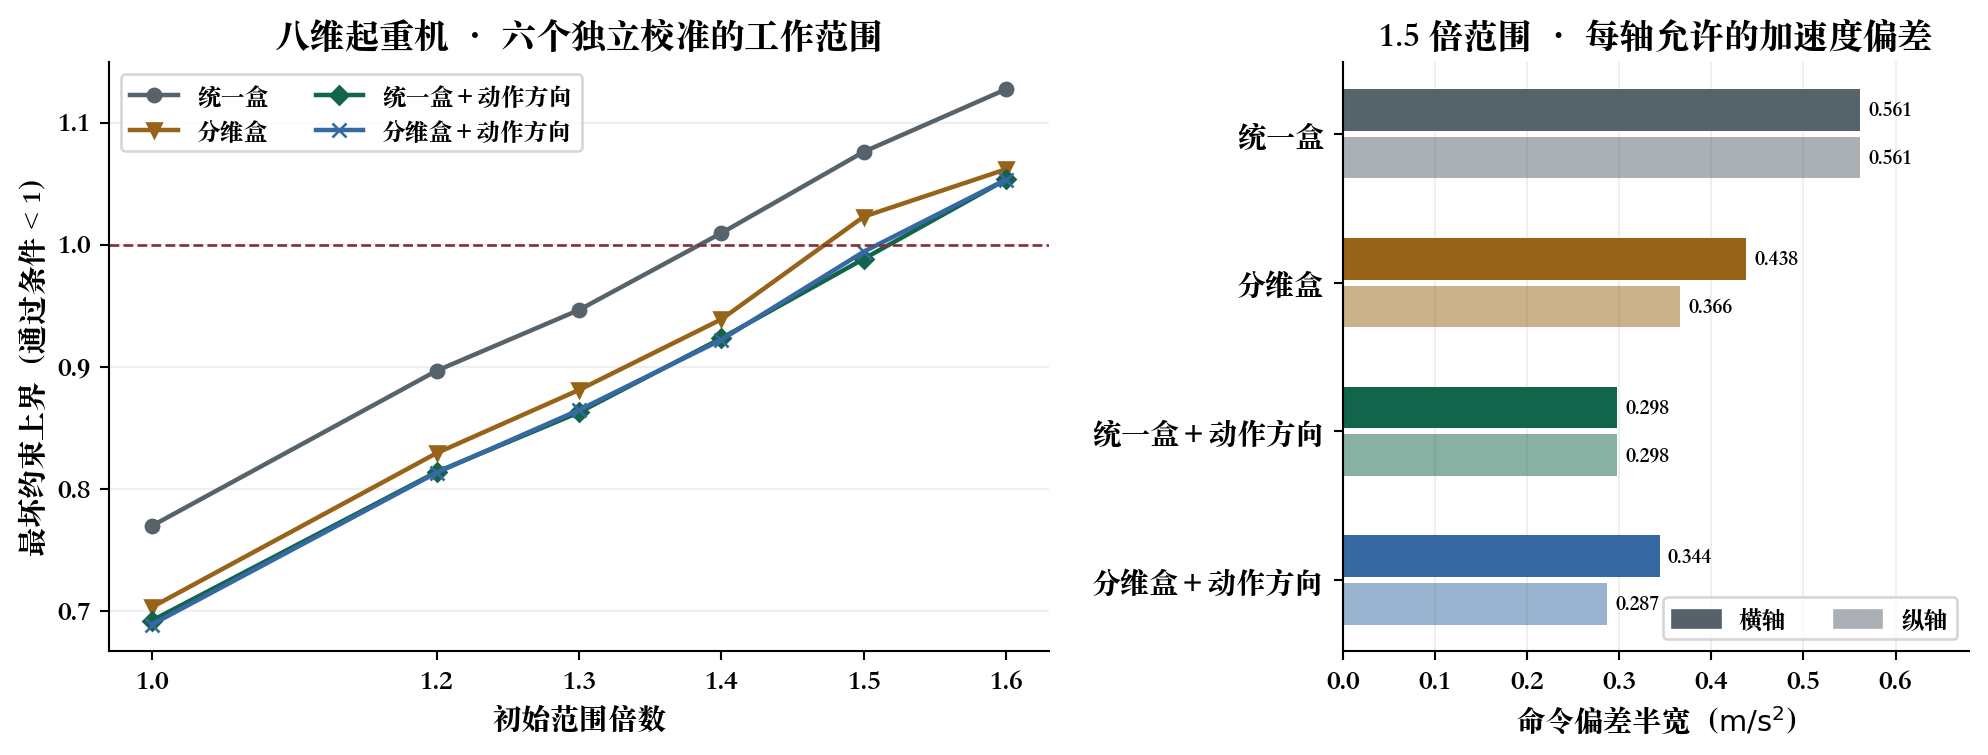 八维起重机 · 六个独立校准的工作范围
统一盒
分维盒
统一盒+动作方向
分维盒+动作方向
最坏约束上界（通过条件 < 1）
1.1
1.0
0.9
0.8
0.7
1.0 1.2 1.3 1.4 1.5 1.6
初始范围倍数
1.5 倍范围 · 每轴允许的加速度偏差
统一盒
0.561
0.561
分维盒
0.438
0.366
统一盒+动作方向
0.298
0.298
分维盒+动作方向
0.344
0.287
横轴 纵轴
0.0 0.1 0.2 0.3 0.4 0.5 0.6
命令偏差半宽（m/s²）